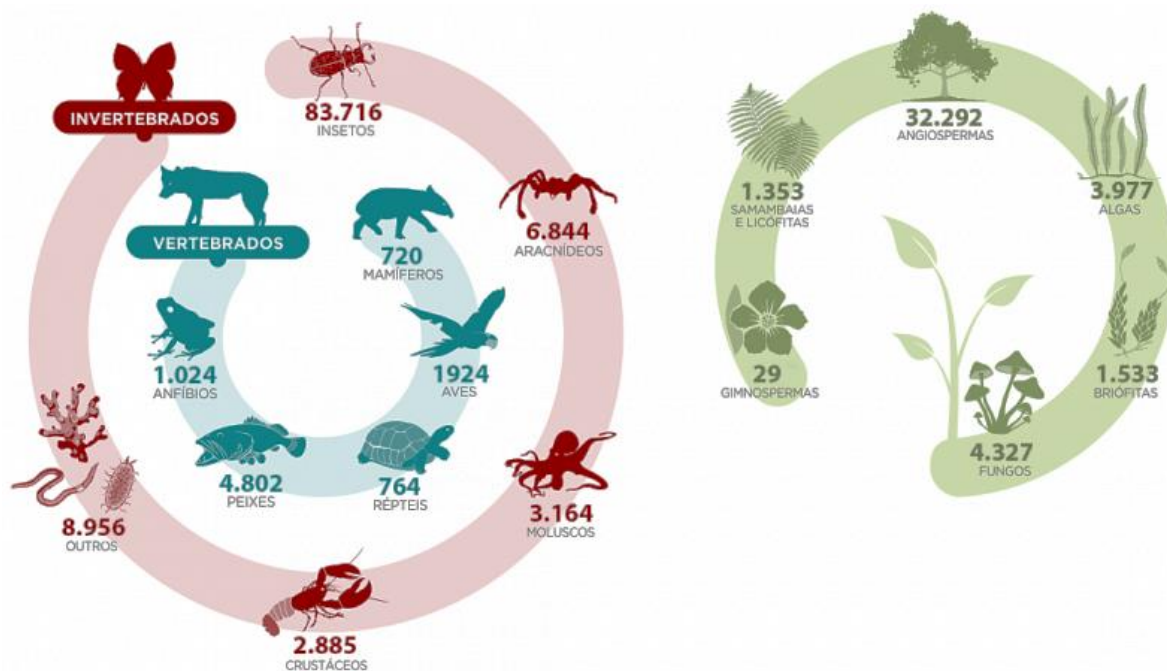 INVERTEBRADOS
83.716
INSETOS
6.844
ARACNÍDEOS
3.164
MOLUSCOS
2.885
CRUSTÁCEOS
8.956
OUTROS
VERTEBRADOS
720
MAMÍFEROS
1924
AVES
764
RÉPTEIS
4.802
PEIXES
1.024
ANFÍBIOS
32.292
ANGIOSPERMAS
3.977
ALGAS
1.533
BRIÓFITAS
4.327
FUNGOS
29
GIMNOSPERMAS
1.353
SAMAMBAIAS
E LICÓFITAS